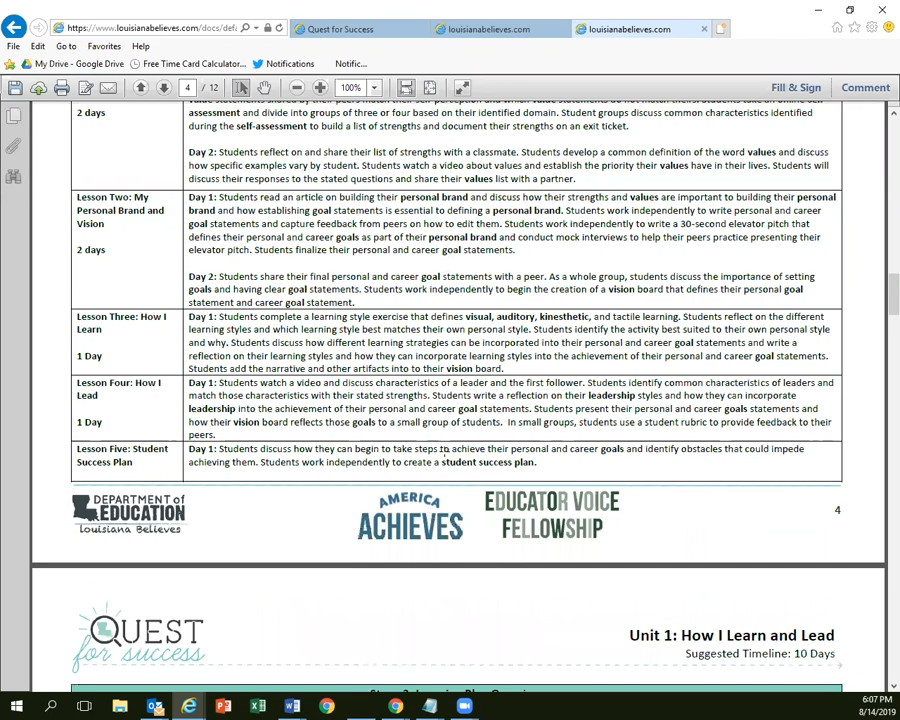 https://www.louisianabelieves.com/docs/defa
Quest for Success
louisianabelieves.com
louisianabelieves.com
File Edit Go to Favorites Help
My Drive - Google Drive Free Time Card Calculator... Notifications Notific...
4 / 12 100% Fill & Sign Comment
2 days
assessment and divide into groups of three or four based on their identified domain. Student groups discuss common characteristics identified
during the self-assessment to build a list of strengths and document their strengths on an exit ticket.
Day 2: Students reflect on and share their list of strengths with a classmate. Students develop a common definition of the word values and discuss
how specific examples vary by student. Students watch a video about values and establish the priority their values have in their lives. Students will
discuss their responses to the stated questions and share their values list with a partner.
Lesson Two: My
Personal Brand and
Vision
2 days
Day 1: Students read an article on building their personal brand and discuss how their strengths and values are important to building their personal
brand and how establishing goal statements is essential to defining a personal brand. Students work independently to write personal and career
goal statements and capture feedback from peers on how to edit them. Students work independently to write a 30-second elevator pitch that
defines their personal and career goals as part of their personal brand and conduct mock interviews to help their peers practice presenting their
elevator pitch. Students finalize their personal and career goal statements.
Day 2: Students share their final personal and career goal statements with a peer. As a whole group, students discuss the importance of setting
goals and having clear goal statements. Students work independently to begin the creation of a vision board that defines their personal goal
statement and career goal statement.
Lesson Three: How I
Learn
1 Day
Day 1: Students complete a learning style exercise that defines visual, auditory, kinesthetic, and tactile learning. Students reflect on the different
learning styles and which learning style best matches their own personal style. Students identify the activity best suited to their own personal style
and why. Students discuss how different learning strategies can be incorporated into their personal and career goal statements and write a
reflection on their learning styles and how they can incorporate learning styles into the achievement of their personal and career goal statements.
Students add the narrative and other artifacts into to their vision board.
Lesson Four: How I
Lead
1 Day
Day 1: Students watch a video and discuss characteristics of a leader and the first follower. Students identify common characteristics of leaders and
match those characteristics with their stated strengths. Students write a reflection on their leadership styles and how they can incorporate
leadership into the achievement of their personal and career goal statements. Students present their personal and career goals statements and
how their vision board reflects those goals to a small group of students. In small groups, students use a student rubric to provide feedback to their
peers.
Lesson Five: Student
Success Plan
Day 1: Students discuss how they can begin to take steps to achieve their personal and career goals and identify obstacles that could impede
achieving them. Students work independently to create a student success plan.
DEPARTMENT of
EDUCATION
Louisiana Believes
AMERICA
ACHIEVES
EDUCATOR VOICE
FELLOWSHIP
4
QUEST
for success
Unit 1: How I Learn and Lead
Suggested Timeline: 10 Days
6:07 PM
8/14/2019